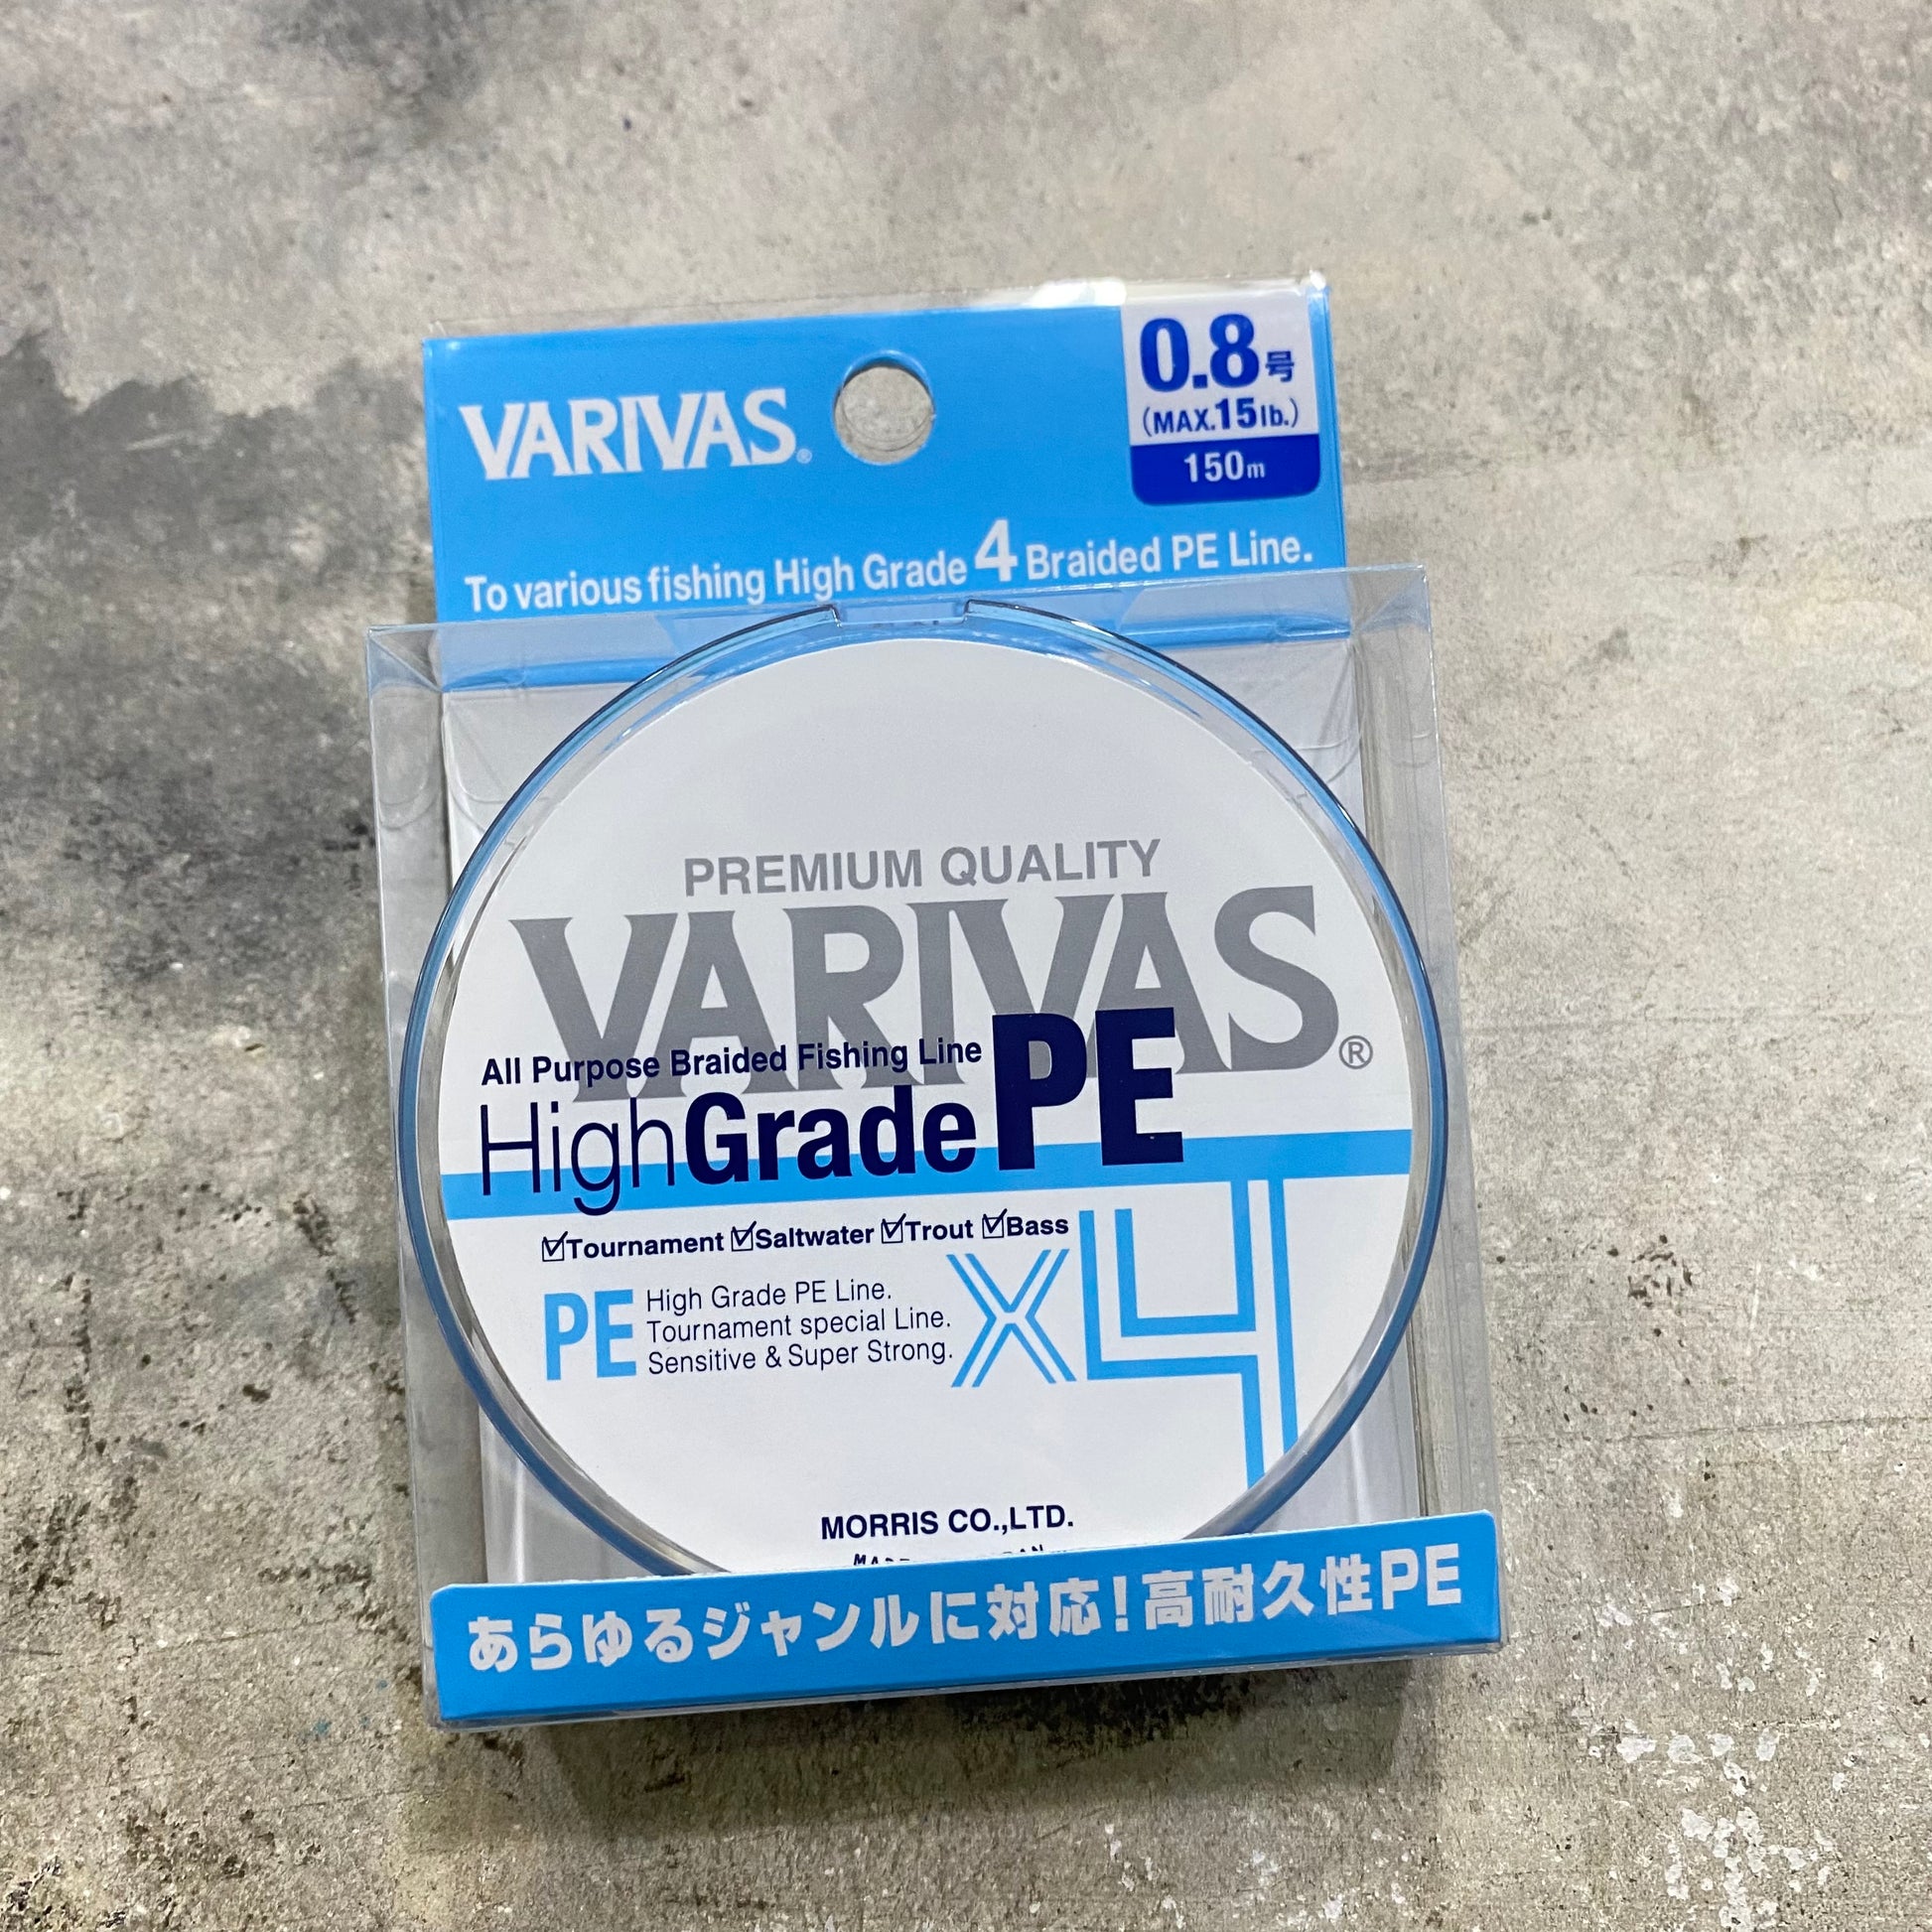 VARIVAS®
0.8号
(MAX.15lb.)
150m
To various fishing High Grade 4 Braided PE Line.
PREMIUM QUALITY
VARIVAS®
All Purpose Braided Fishing Line
HighGrade PE
☑Tournament ☑Saltwater ☑Trout ☑Bass
PE
High Grade PE Line.
Tournament special Line.
Sensitive & Super Strong.
X4
MORRIS CO.,LTD.
あらゆるジャンルに対応!高耐久性PE